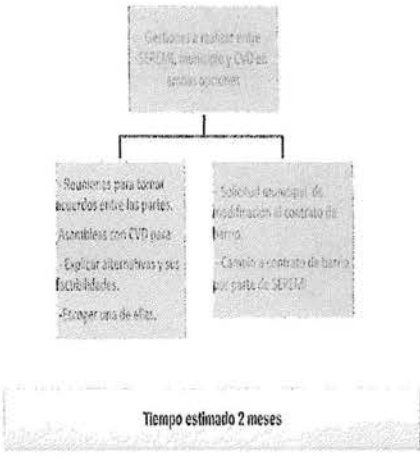 Gestiones a realizar entre
SEREMI, municipio y CVD en
ambas opciones
- Reuniones para tomar
acuerdos entre las partes.
-Asambleas con CVD para
- Explicar alternativas y sus
factibilidades.
-Escoger una de ellas.
- Solicitud municipal de
modificación al contrato de
barrio.
- Cambio a contrato de barrio
por parte de SEREMI
Tiempo estimado 2 meses